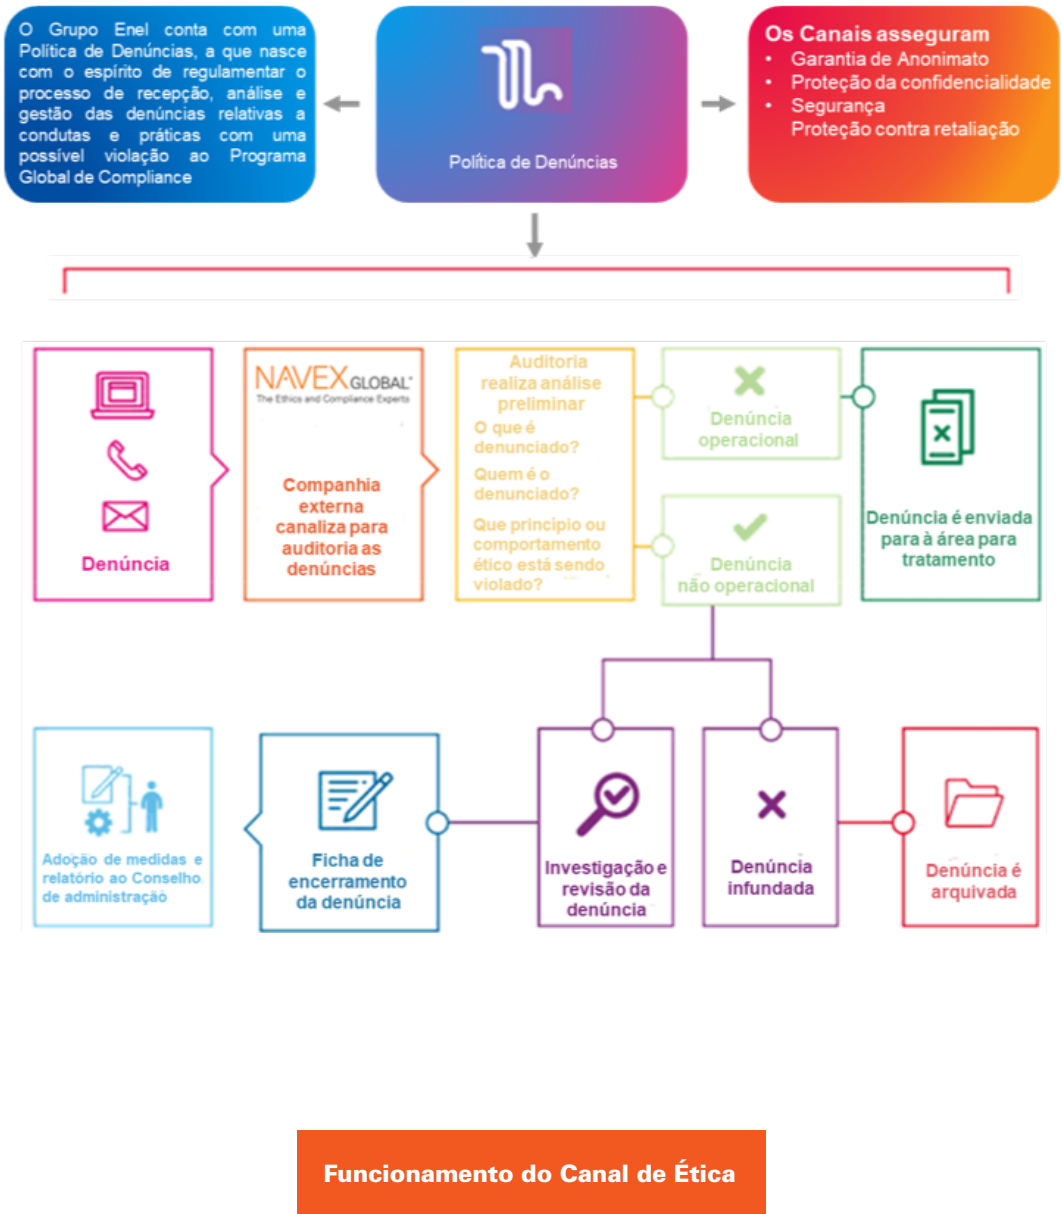 O Grupo Enel conta com uma
Política de Denúncias, a que nasce
com o espírito de regulamentar o
processo de recepção, análise e
gestão das denúncias relativas a
condutas e práticas com uma
possível violação ao Programa
Global de Compliance
Política de Denúncias
Os Canais asseguram
• Garantia de Anonimato
• Proteção da confidencialidade
• Segurança
Proteção contra retaliação
Denúncia
NAVEX GLOBAL
The Ethics and Compliance Experts
Companhia
externa
canaliza para
auditoria as
denúncias
Auditoria
realiza análise
preliminar
O que é
denunciado?
Quem é o
denunciado?
Que princípio ou
comportamento
ético está sendo
violado?
Denúncia
operacional
Denúncia
não operacional
Denúncia é enviada
para à área para
tratamento
Adoção de medidas e
relatório ao Conselho
de administração
Ficha de
encerramento
da denúncia
Investigação e
revisão da
denúncia
Denúncia
infundada
Denúncia é
arquivada
Funcionamento do Canal de Ética